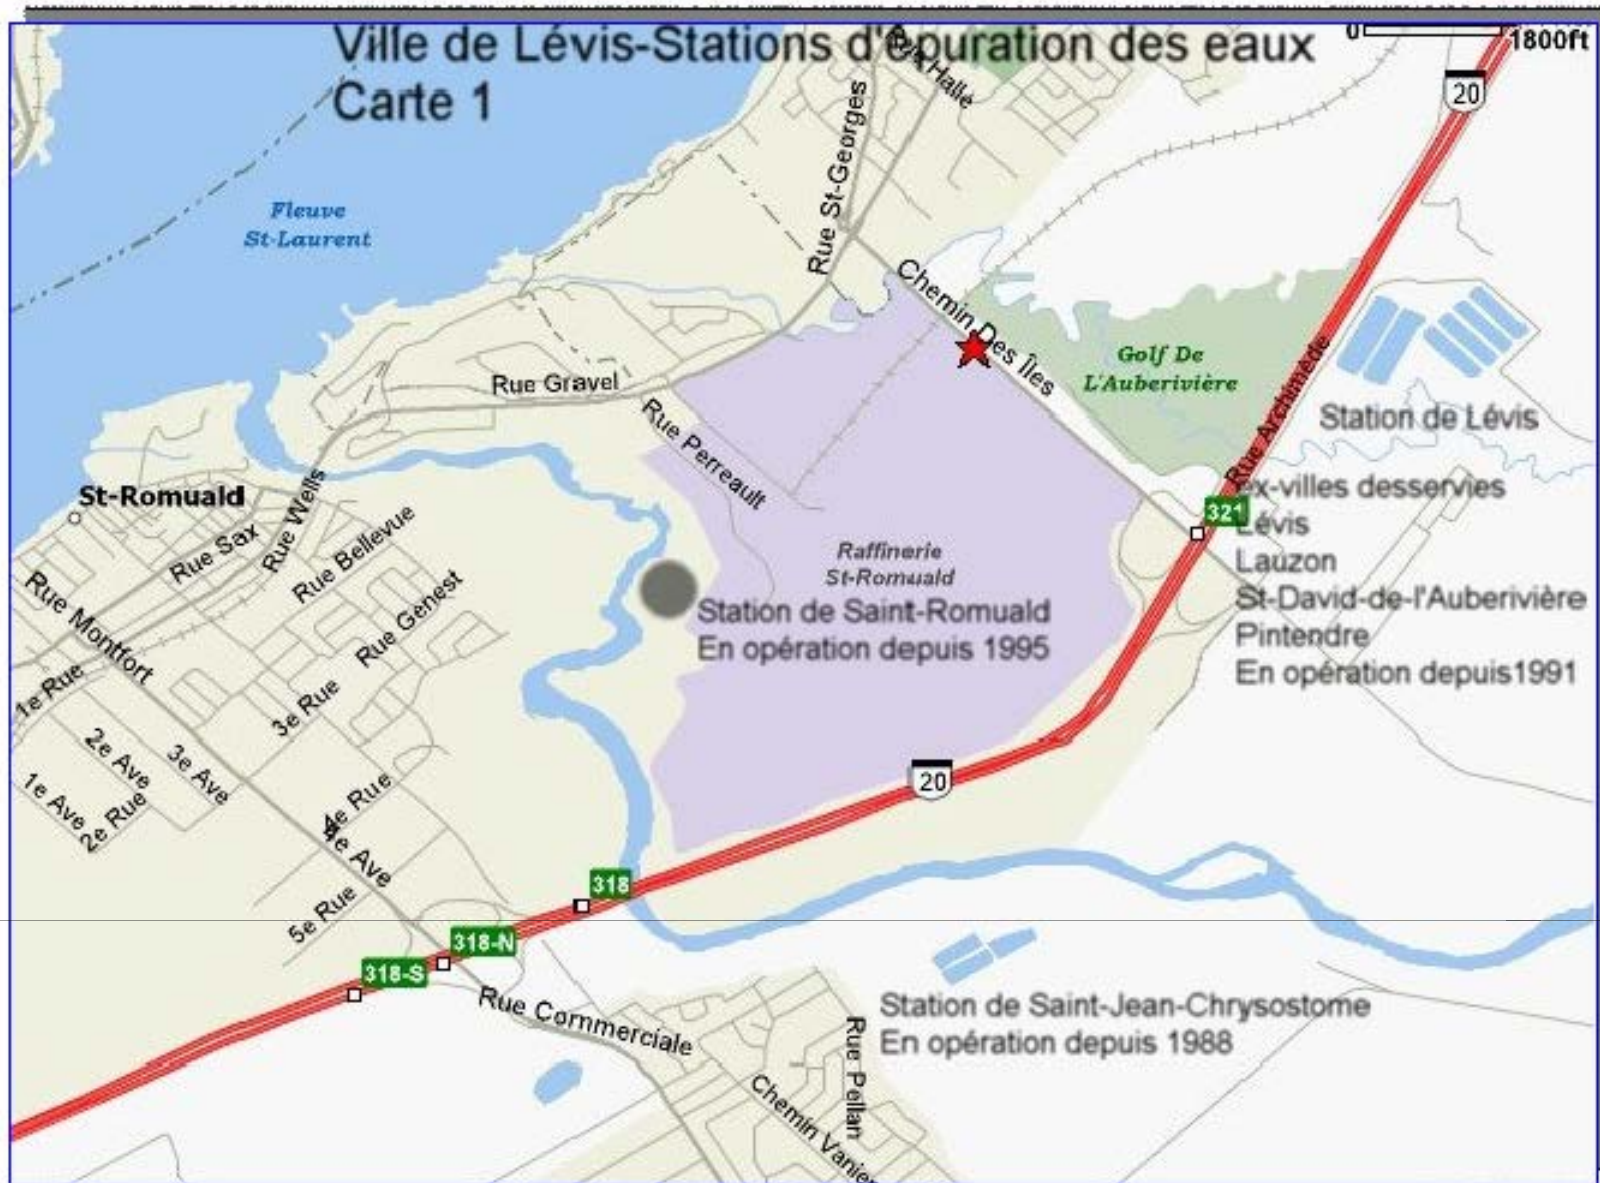 Ville de Lévis-Stations d'épuration des eaux
Carte 1
0 1800ft
20
Rue St-Georges
Hallé
Fleuve
St-Laurent
Chemin Des Îles
Golf De
L'Auberivière
Rue Archimède
Station de Lévis
Rue Gravel
Rue Perreault
St-Romuald
Rue Sax
Rue Wells
Rue Bellevue
Rue Genest
Rue Montfort
321
ex-villes desservies
Lévis
Lauzon
St-David-de-l'Auberivière
Pintendre
En opération depuis1991
Raffinerie
St-Romuald
Station de Saint-Romuald
En opération depuis 1995
1e Rue
3e Rue
2e Ave
3e Ave
1e Ave
2e Rue
4e Rue
4e Ave
5e Rue
20
318
318-N
318-S
Rue Commerciale
Station de Saint-Jean-Chrysostome
En opération depuis 1988
Rue Pellan
Chemin Vanier